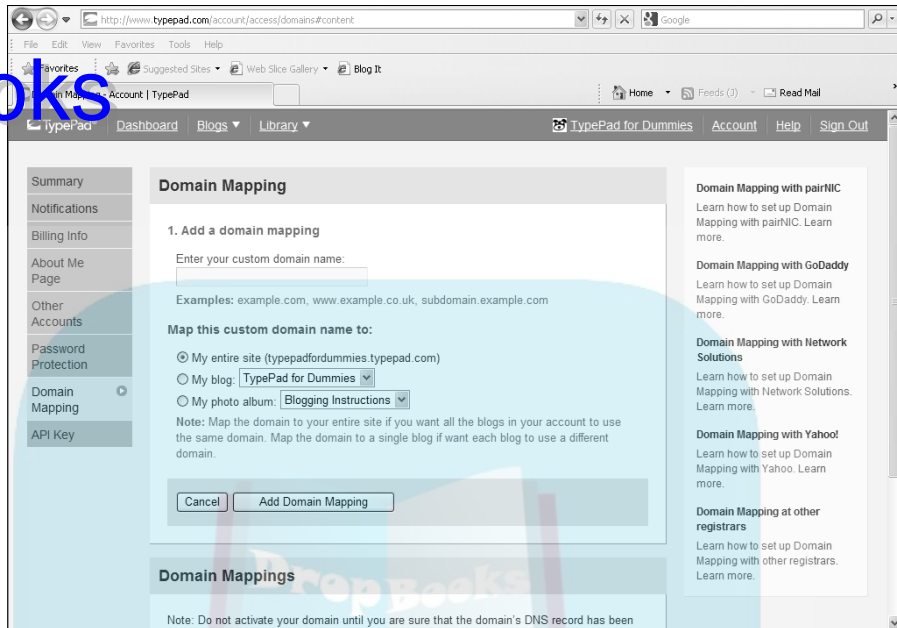 http://www.typepad.com/account/access/domains#content
Google
File Edit View Favorites Tools Help
Favorites Suggested Sites Web Slice Gallery Blog It
Domain Mapping - Account | TypePad
Home Feeds (J) Read Mail
oks
TypePad Dashboard Blogs Library TypePad for Dummies Account Help Sign Out
Summary
Notifications
Billing Info
About Me
Page
Other
Accounts
Password
Protection
Domain
Mapping
API Key
Domain Mapping
1. Add a domain mapping
Enter your custom domain name:
Examples: example.com, www.example.co.uk, subdomain.example.com
Map this custom domain name to:
My entire site (typepadfordummies.typepad.com)
My blog: TypePad for Dummies
My photo album: Blogging Instructions
Note: Map the domain to your entire site if you want all the blogs in your account to use
the same domain. Map the domain to a single blog if want each blog to use a different
domain.
Cancel Add Domain Mapping
Domain Mappings
Note: Do not activate your domain until you are sure that the domain's DNS record has been
DropBooks
Domain Mapping with pairNIC
Learn how to set up Domain
Mapping with pairNIC. Learn
more.
Domain Mapping with GoDaddy
Learn how to set up Domain
Mapping with GoDaddy. Learn
more.
Domain Mapping with Network
Solutions
Learn how to set up Domain
Mapping with Network Solutions.
Learn more.
Domain Mapping with Yahoo!
Learn how to set up Domain
Mapping with Yahoo. Learn
more.
Domain Mapping at other
registrars
Learn how to set up Domain
Mapping with other registrars.
Learn more.